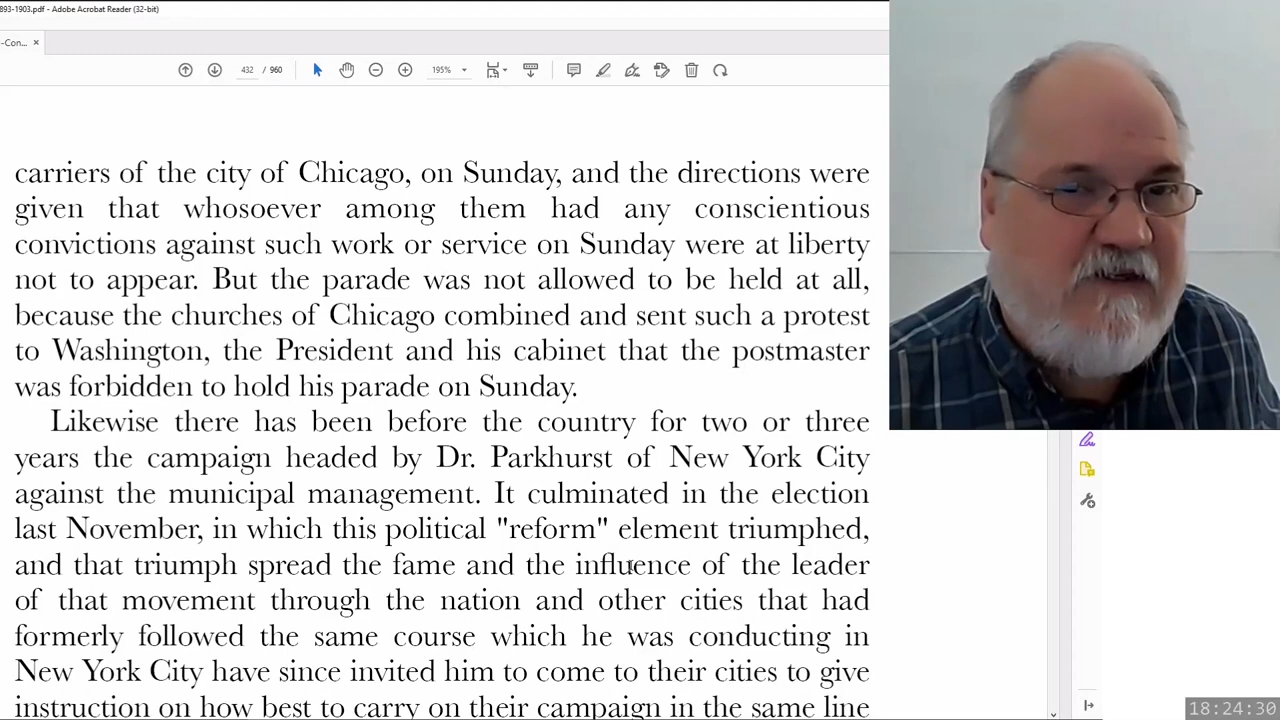 893-1903.pdf - Adobe Acrobat Reader (32-bit)
-Con... ×
432 / 960
195%
carriers of the city of Chicago, on Sunday, and the directions were
given that whosoever among them had any conscientious
convictions against such work or service on Sunday were at liberty
not to appear. But the parade was not allowed to be held at all,
because the churches of Chicago combined and sent such a protest
to Washington, the President and his cabinet that the postmaster
was forbidden to hold his parade on Sunday.
Likewise there has been before the country for two or three
years the campaign headed by Dr. Parkhurst of New York City
against the municipal management. It culminated in the election
last November, in which this political "reform" element triumphed,
and that triumph spread the fame and the influence of the leader
of that movement through the nation and other cities that had
formerly followed the same course which he was conducting in
New York City have since invited him to come to their cities to give
instruction on how best to carry on their campaign in the same line
18:24:30